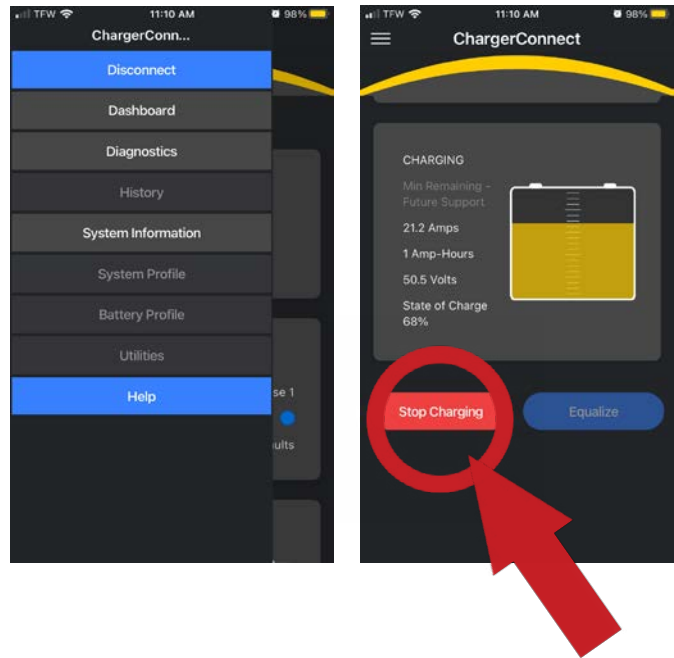 TFW 11:10 AM 98%
ChargerConn...
Disconnect
Dashboard
Diagnostics
History
System Information
System Profile
Battery Profile
Utilities
Help
se 1
ults
TFW 11:10 AM 98%
ChargerConnect
CHARGING
Min Remaining -
Future Support
21.2 Amps
1 Amp-Hours
50.5 Volts
State of Charge
68%
Stop Charging
Equalize